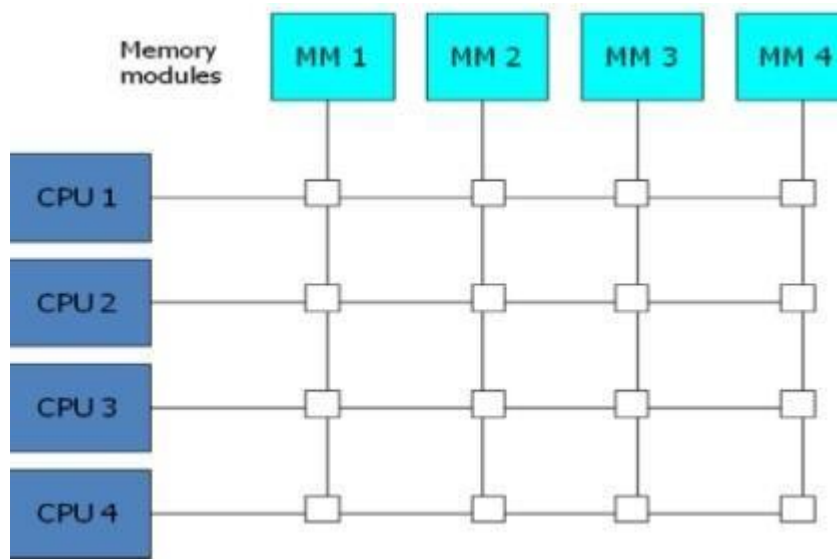 Memory
modules
MM 1
MM 2
MM 3
MM 4
CPU 1
CPU 2
CPU 3
CPU 4